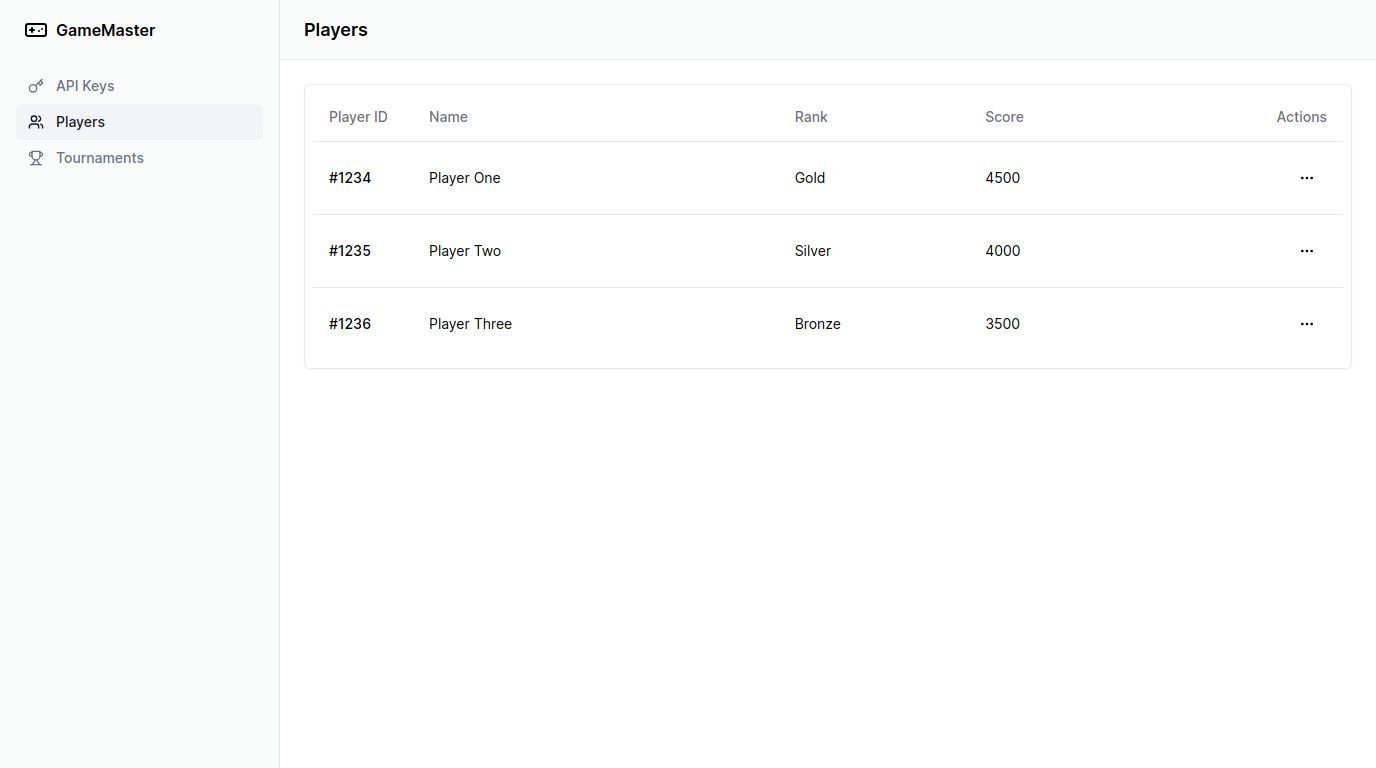 GameMaster
Players
API Keys
Players
Tournaments
Player ID Name Rank Score Actions
#1234 Player One Gold 4500
#1235 Player Two Silver 4000
#1236 Player Three Bronze 3500